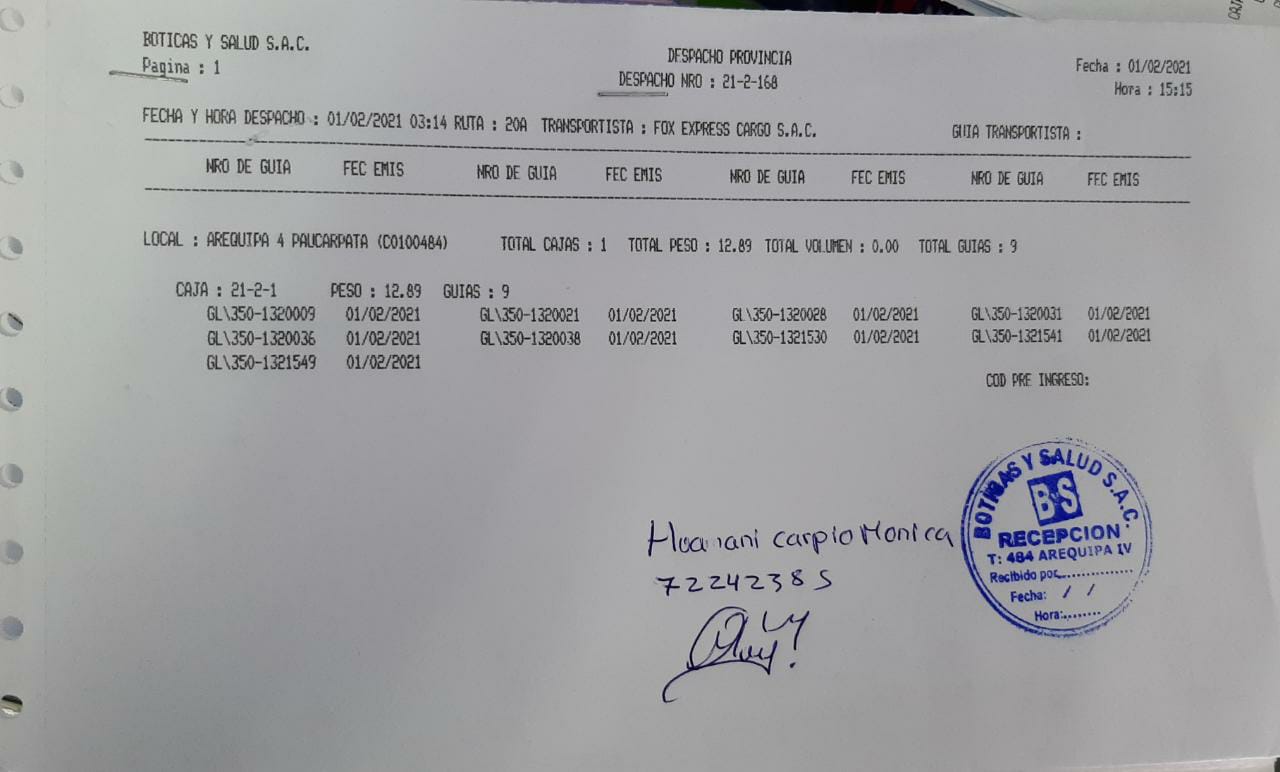 BOTICAS Y SALUD S.A.C.
Pagina : 1
DESPACHO PROVINCIA
DESPACHO NRO : 21-2-168
Fecha : 01/02/2021
Hora : 15:15
FECHA Y HORA DESPACHO : 01/02/2021 03:14 RUTA : 20A TRANSPORTISTA : FOX EXPRESS CARGO S.A.C. GUIA TRANSPORTISTA :
NRO DE GUIA FEC EMIS NRO DE GUIA FEC EMIS NRO DE GUIA FEC EMIS NRO DE GUIA FEC EMIS
LOCAL : AREQUIPA 4 PAUCARPATA (C0100484) TOTAL CAJAS : 1 TOTAL PESO : 12.89 TOTAL VOLUMEN : 0.00 TOTAL GUIAS : 9
CAJA : 21-2-1 PESO : 12.89 GUIAS : 9
GL\350-1320009 01/02/2021 GL\350-1320021 01/02/2021 GL\350-1320028 01/02/2021 GL\350-1320031 01/02/2021
GL\350-1320036 01/02/2021 GL\350-1320038 01/02/2021 GL\350-1321530 01/02/2021 GL\350-1321541 01/02/2021
GL\350-1321549 01/02/2021
COD PRE INGRESO:
carpio Monica
72242385
BOTICAS Y SALUD S.A.C.
B&S
RECEPCION
T: 484 AREQUIPA IV
Recibido por:..............
Fecha: / /
Hora:........